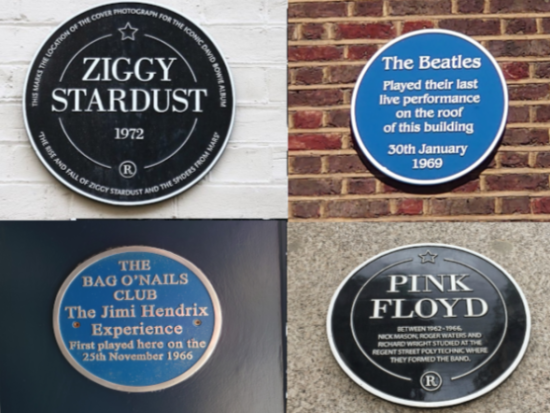 THIS MARKS THE LOCATION OF THE COVER PHOTOGRAPH FOR THE ICONIC DAVID BOWIE ALBUM
ZIGGY
STARDUST
1972
R
'THE RISE AND FALL OF ZIGGY STARDUST AND THE SPIDERS FROM MARS'
The Beatles
Played their last
live performance
on the roof
of this building
30th January
1969
THE
BAG O'NAILS
CLUB
The Jimi Hendrix
Experience
First played here on the
25th November 1966
PINK
FLOYD
BETWEEN 1962-1966,
NICK MASON, ROGER WATERS AND
RICHARD WRIGHT STUDIED AT THE
REGENT STREET POLYTECHNIC WHERE
THEY FORMED THE BAND.
R